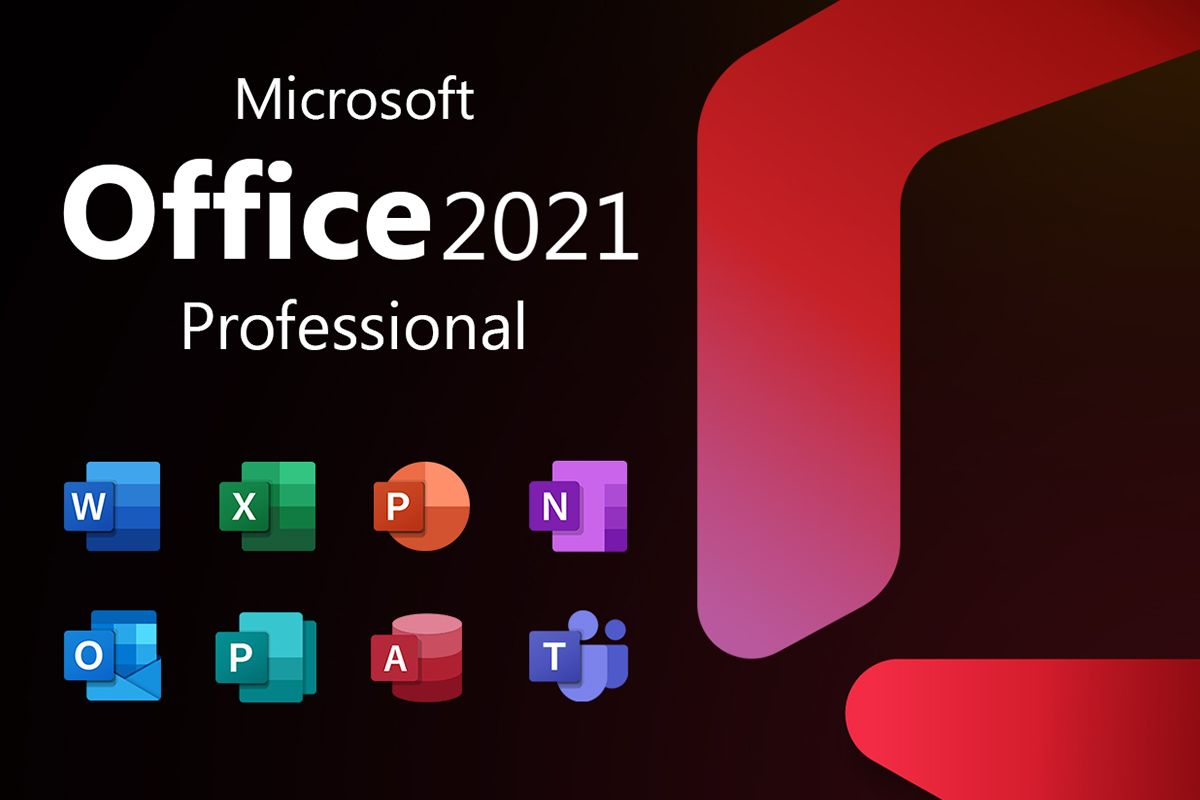 Microsoft
Office 2021
Professional
W X P N
O P A T